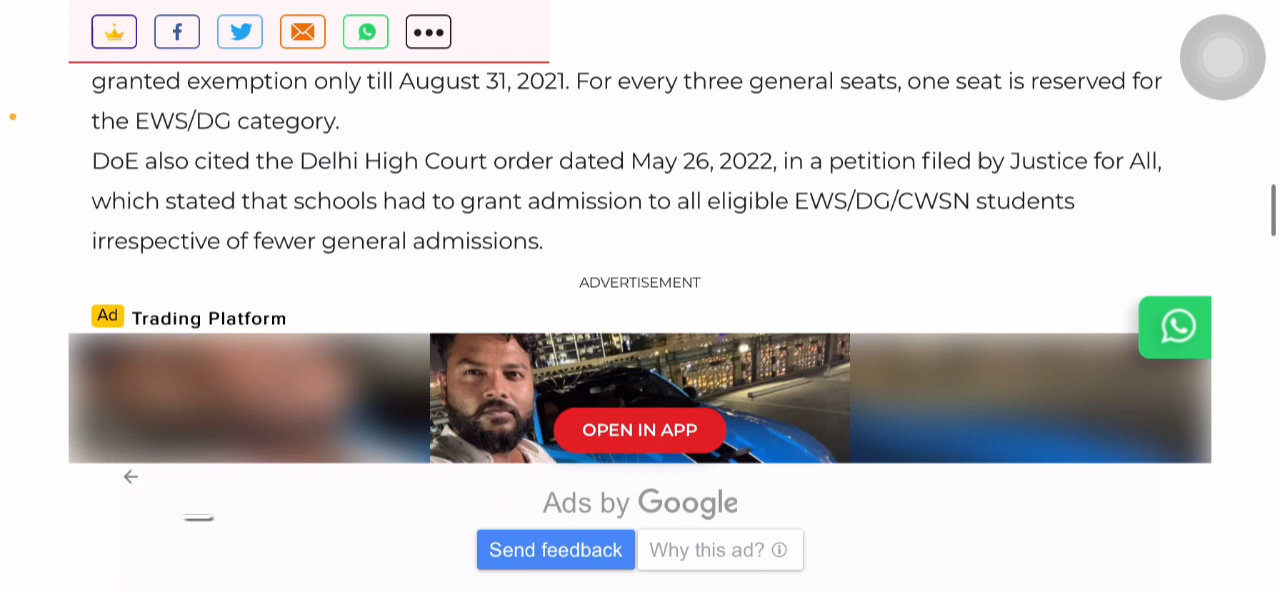 granted exemption only till August 31, 2021. For every three general seats, one seat is reserved for
the EWS/DG category.
DoE also cited the Delhi High Court order dated May 26, 2022, in a petition filed by Justice for All,
which stated that schools had to grant admission to all eligible EWS/DG/CWSN students
irrespective of fewer general admissions.
ADVERTISEMENT
Ad Trading Platform
OPEN IN APP
Ads by Google
Send feedback Why this ad?